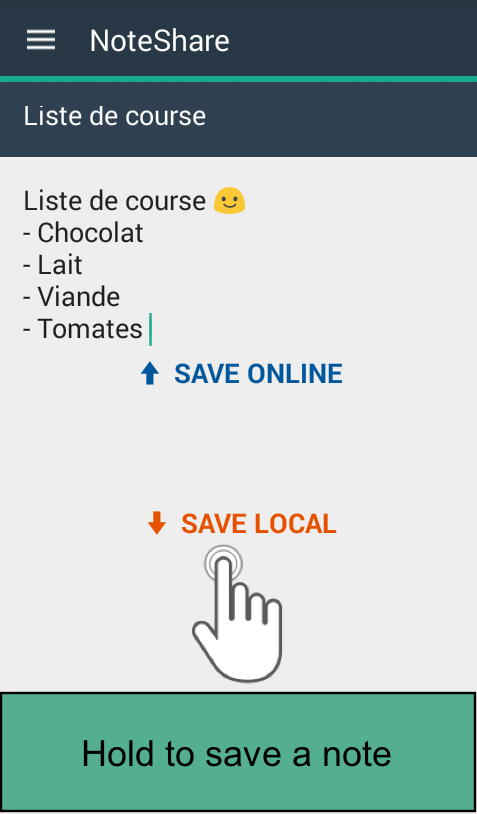 NoteShare
Liste de course
Liste de course 🙂
- Chocolat
- Lait
- Viande
- Tomates
SAVE ONLINE
SAVE LOCAL
Hold to save a note